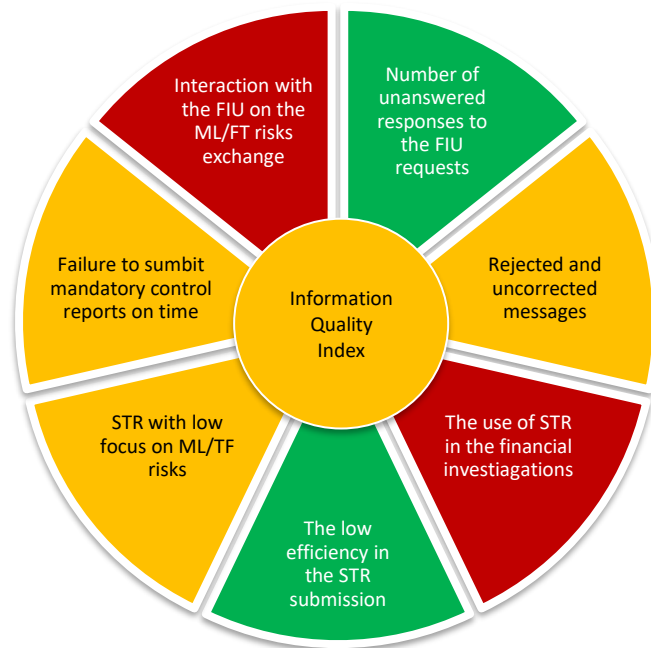 Interaction with
the FIU on the
ML/FT risks
exchange
Number of
unanswered
responses to
the FIU
requests
Rejected and
uncorrected
messages
The use of STR
in the financial
investiagations
The low
efficiency in
the STR
submission
STR with low
focus on ML/TF
risks
Failure to sumbit
mandatory control
reports on time
Information
Quality
Index